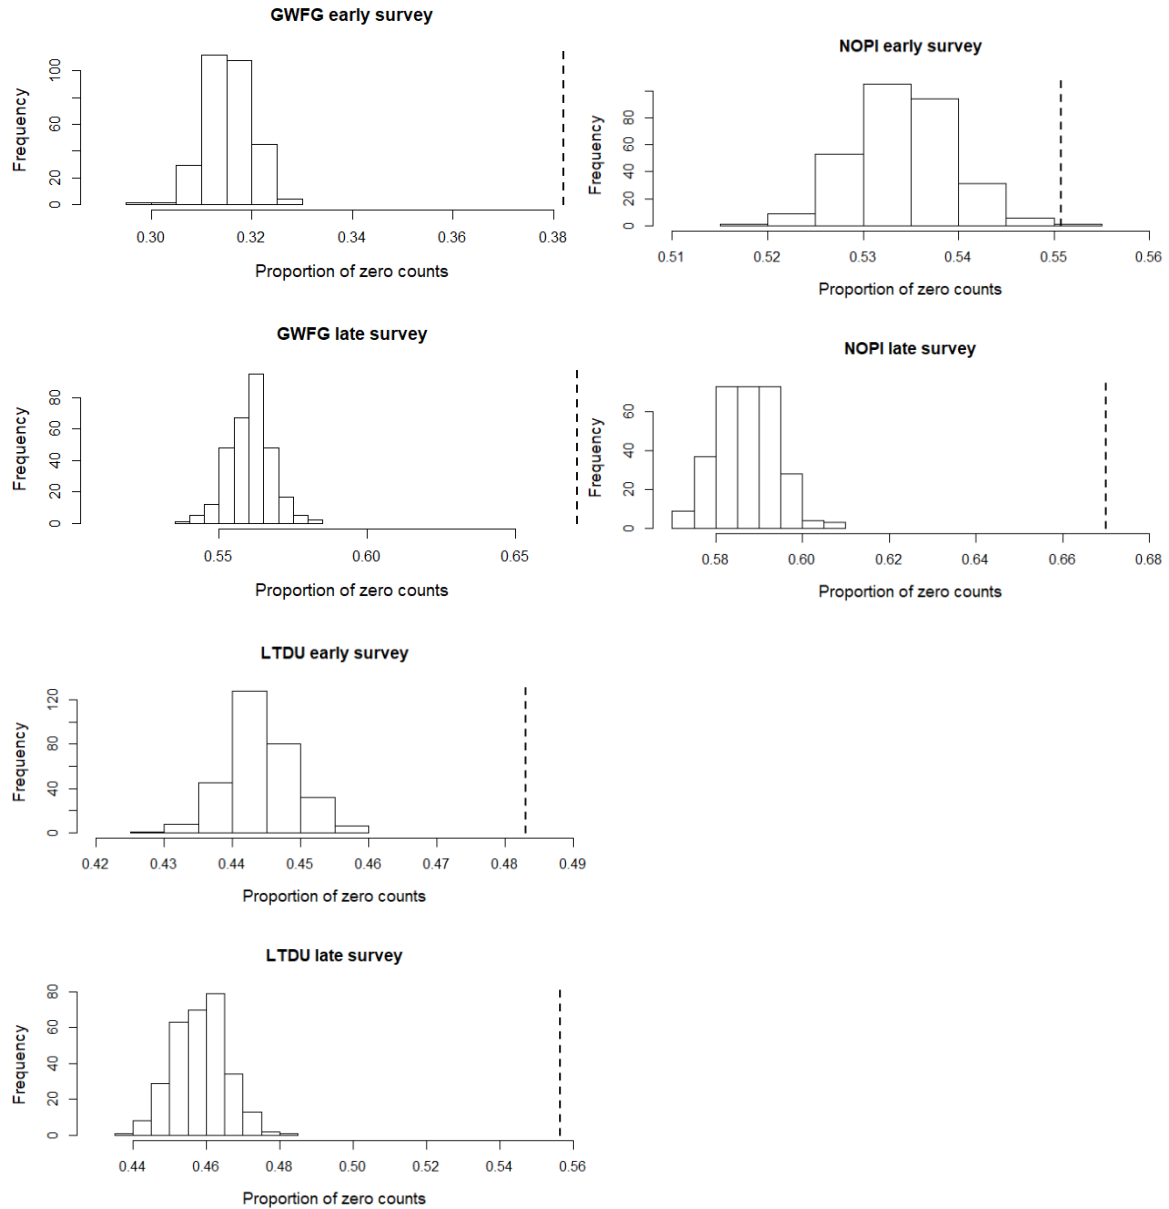 GWFG early survey
Frequency
0 20 60 100
0.30 0.32 0.34 0.36 0.38
Proportion of zero counts
NOPI early survey
Frequency
0 20 40 60 80
0.51 0.52 0.53 0.54 0.55 0.56
Proportion of zero counts
GWFG late survey
Frequency
0 20 40 60 80
0.55 0.60 0.65
Proportion of zero counts
NOPI late survey
Frequency
0 20 40 60
0.58 0.60 0.62 0.64 0.66 0.68
Proportion of zero counts
LTDU early survey
Frequency
0 40 80 120
0.42 0.43 0.44 0.45 0.46 0.47 0.48 0.49
Proportion of zero counts
LTDU late survey
Frequency
0 20 40 60 80
0.44 0.46 0.48 0.50 0.52 0.54 0.56
Proportion of zero counts